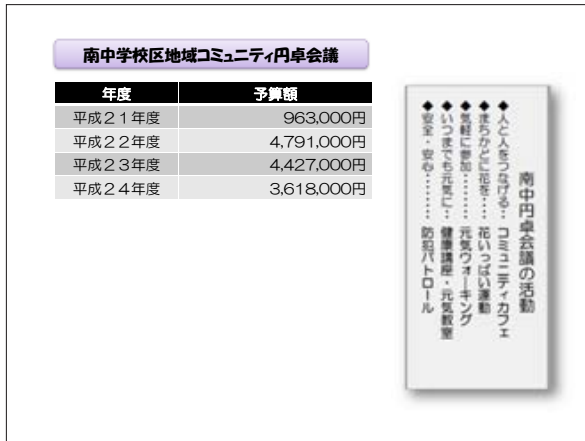 南中学校区地域コミュニティ円卓会議
年度 予算額
平成２１年度 963,000円
平成２２年度 4,791,000円
平成２３年度 4,427,000円
平成２４年度 3,618,000円
南中円卓会議の活動
◆人と人をつなげる‥ コミュニティカフェ
◆まちかどに花を‥‥ 花いっぱい運動
◆気軽に参加‥‥‥‥ 元気ウォーキング
◆いつまでも元気に‥ 健康講座・元気教室
◆安全・安心‥‥‥‥ 防犯パトロール